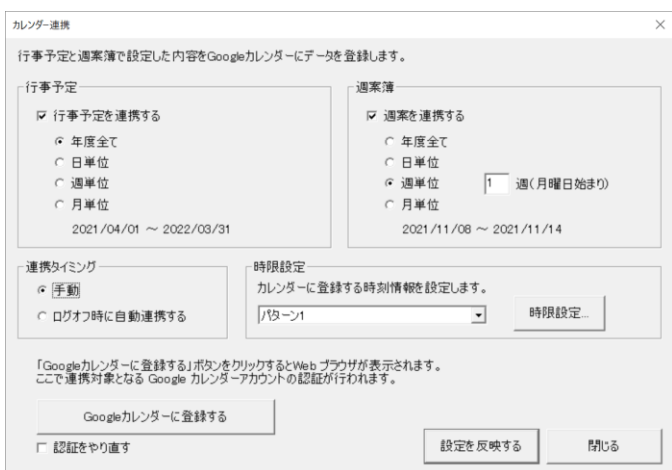 カレンダー連携
行事予定と週案簿で設定した内容をGoogleカレンダーにデータを登録します。
行事予定
行事予定を連携する
年度全て
日単位
週単位
月単位
2021/04/01 ～ 2022/03/31
週案簿
週案を連携する
年度全て
日単位
週単位 1 週(月曜日始まり)
月単位
2021/11/08 ～ 2021/11/14
連携タイミング
手動
ログオフ時に自動連携する
時限設定
カレンダーに登録する時刻情報を設定します。
パターン1
時限設定...
「Googleカレンダーに登録する」ボタンをクリックするとWeb ブラウザが表示されます。
ここで連携対象となる Google カレンダーアカウントの認証が行われます。
Googleカレンダーに登録する
認証をやり直す
設定を反映する
閉じる